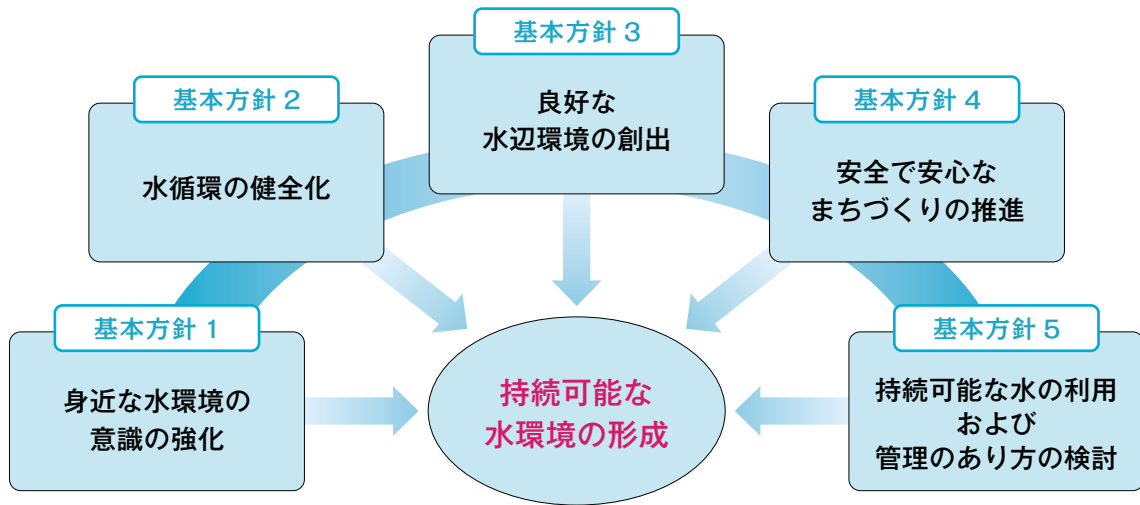 基本方針 1
身近な水環境の
意識の強化
基本方針 2
水循環の健全化
基本方針 3
良好な
水辺環境の創出
基本方針 4
安全で安心な
まちづくりの推進
基本方針 5
持続可能な水の利用
および
管理のあり方の検討
持続可能な
水環境の形成